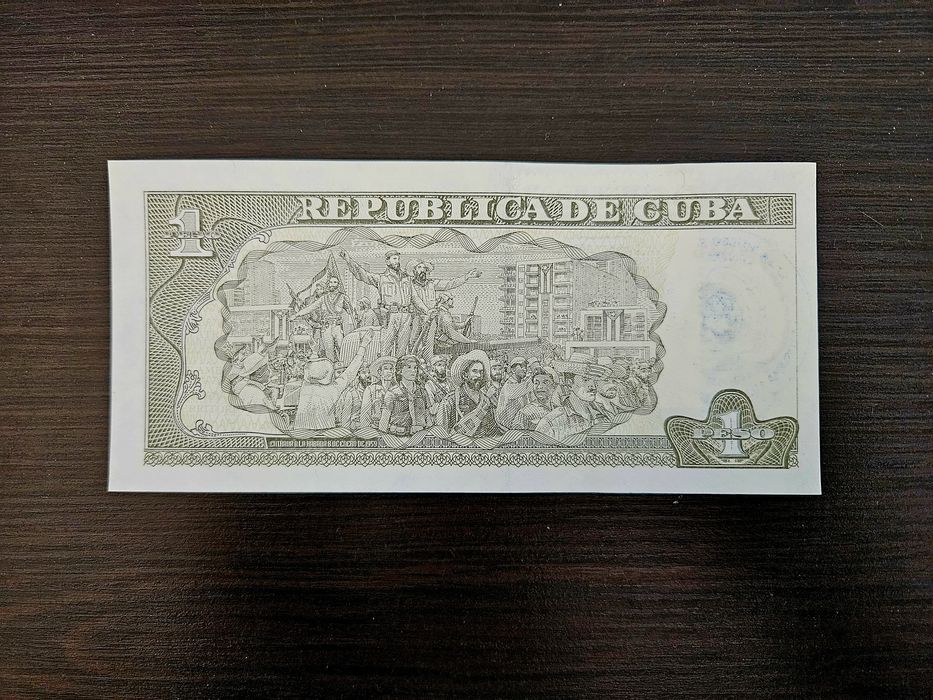 REPUBLICA DE CUBA
1
ENTRADA A LA HABANA 8 DE ENERO DE 1959
1
PESO